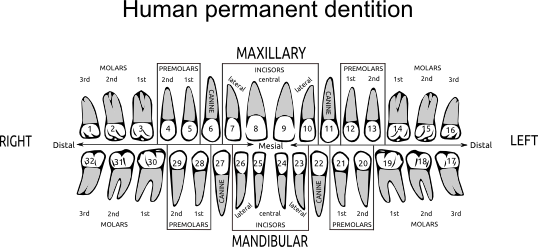 Human permanent dentition
MAXILLARY
MOLARS PREMOLARS INCISORS PREMOLARS MOLARS
3rd 2nd 1st 2nd 1st CANINE lateral central lateral CANINE 1st 2nd 1st 2nd 3rd
1 2 3 4 5 6 7 8 9 10 11 12 13 14 15 16
RIGHT Distal Mesial Distal LEFT
32 31 30 29 28 27 26 25 24 23 22 21 20 19 18 17
3rd 2nd 1st 2nd 1st CANINE lateral central lateral CANINE 1st 2nd 1st 2nd 3rd
MOLARS PREMOLARS INCISORS PREMOLARS MOLARS
MANDIBULAR